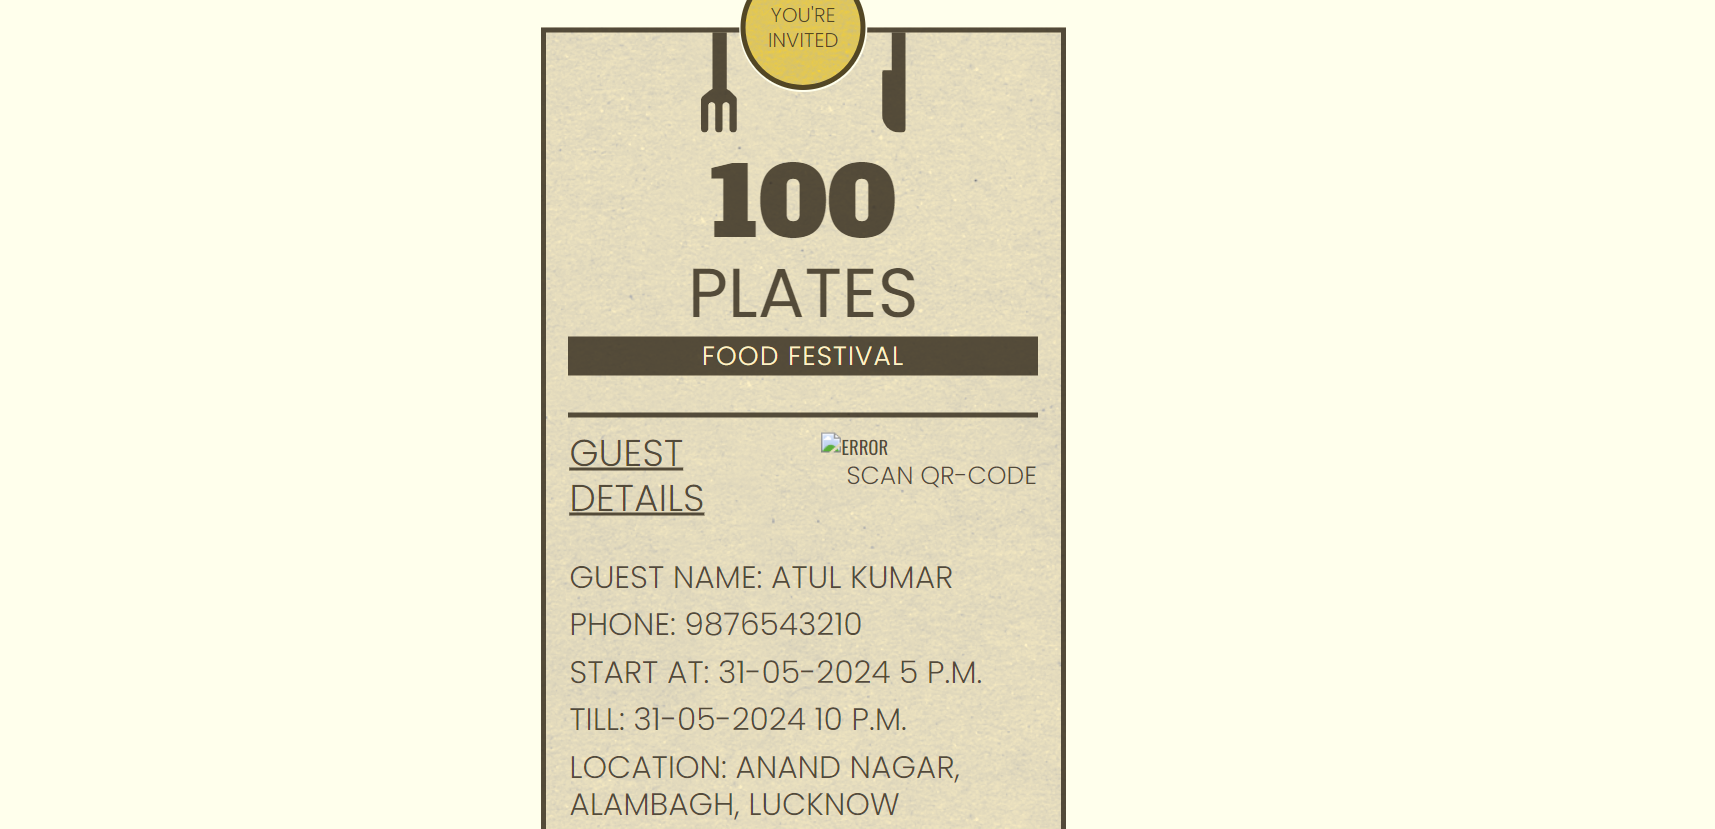 YOU'RE
INVITED
100
PLATES
FOOD FESTIVAL
GUEST
DETAILS
ERROR
SCAN QR-CODE
GUEST NAME: ATUL KUMAR
PHONE: 9876543210
START AT: 31-05-2024 5 P.M.
TILL: 31-05-2024 10 P.M.
LOCATION: ANAND NAGAR,
ALAMBAGH, LUCKNOW